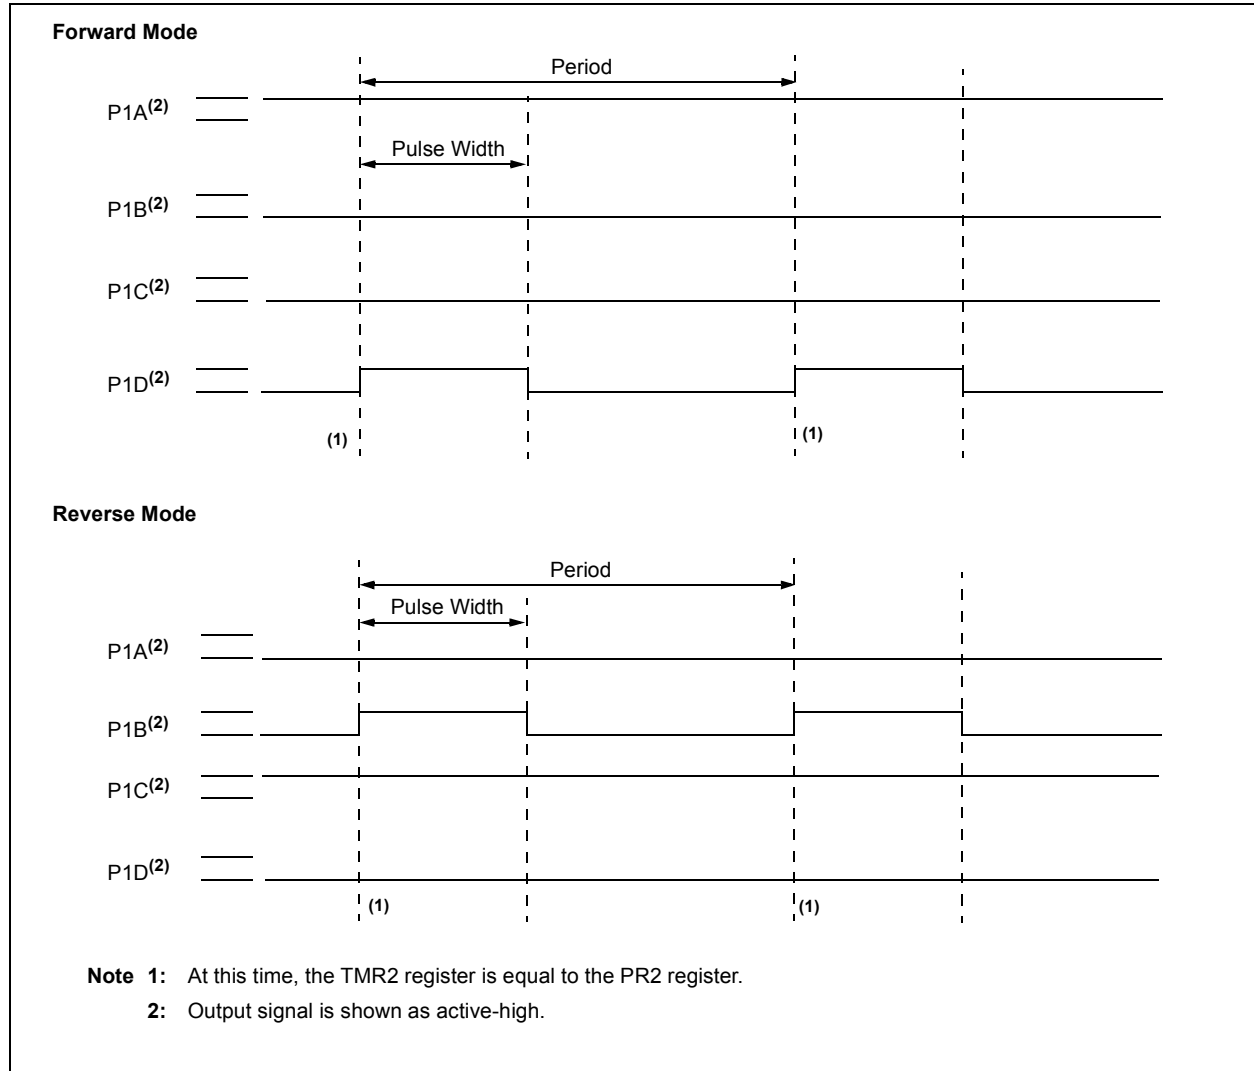 Forward Mode
Period
P1A(2)
Pulse Width
P1B(2)
P1C(2)
P1D(2)
(1)
(1)
Reverse Mode
Period
Pulse Width
P1A(2)
P1B(2)
P1C(2)
P1D(2)
(1)
(1)
Note 1: At this time, the TMR2 register is equal to the PR2 register.
2: Output signal is shown as active-high.